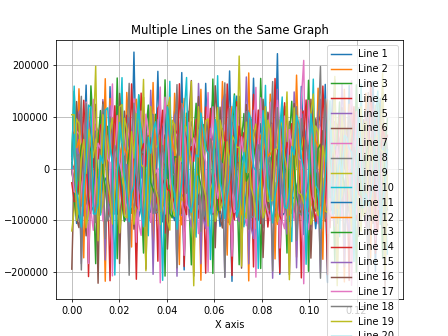 Multiple Lines on the Same Graph
200000
100000
0
−100000
−200000
0.00
0.02
0.04
0.06
0.08
0.10
X axis
Line 1
Line 2
Line 3
Line 4
Line 5
Line 6
Line 7
Line 8
Line 9
Line 10
Line 11
Line 12
Line 13
Line 14
Line 15
Line 16
Line 17
Line 18
Line 19
Line 20